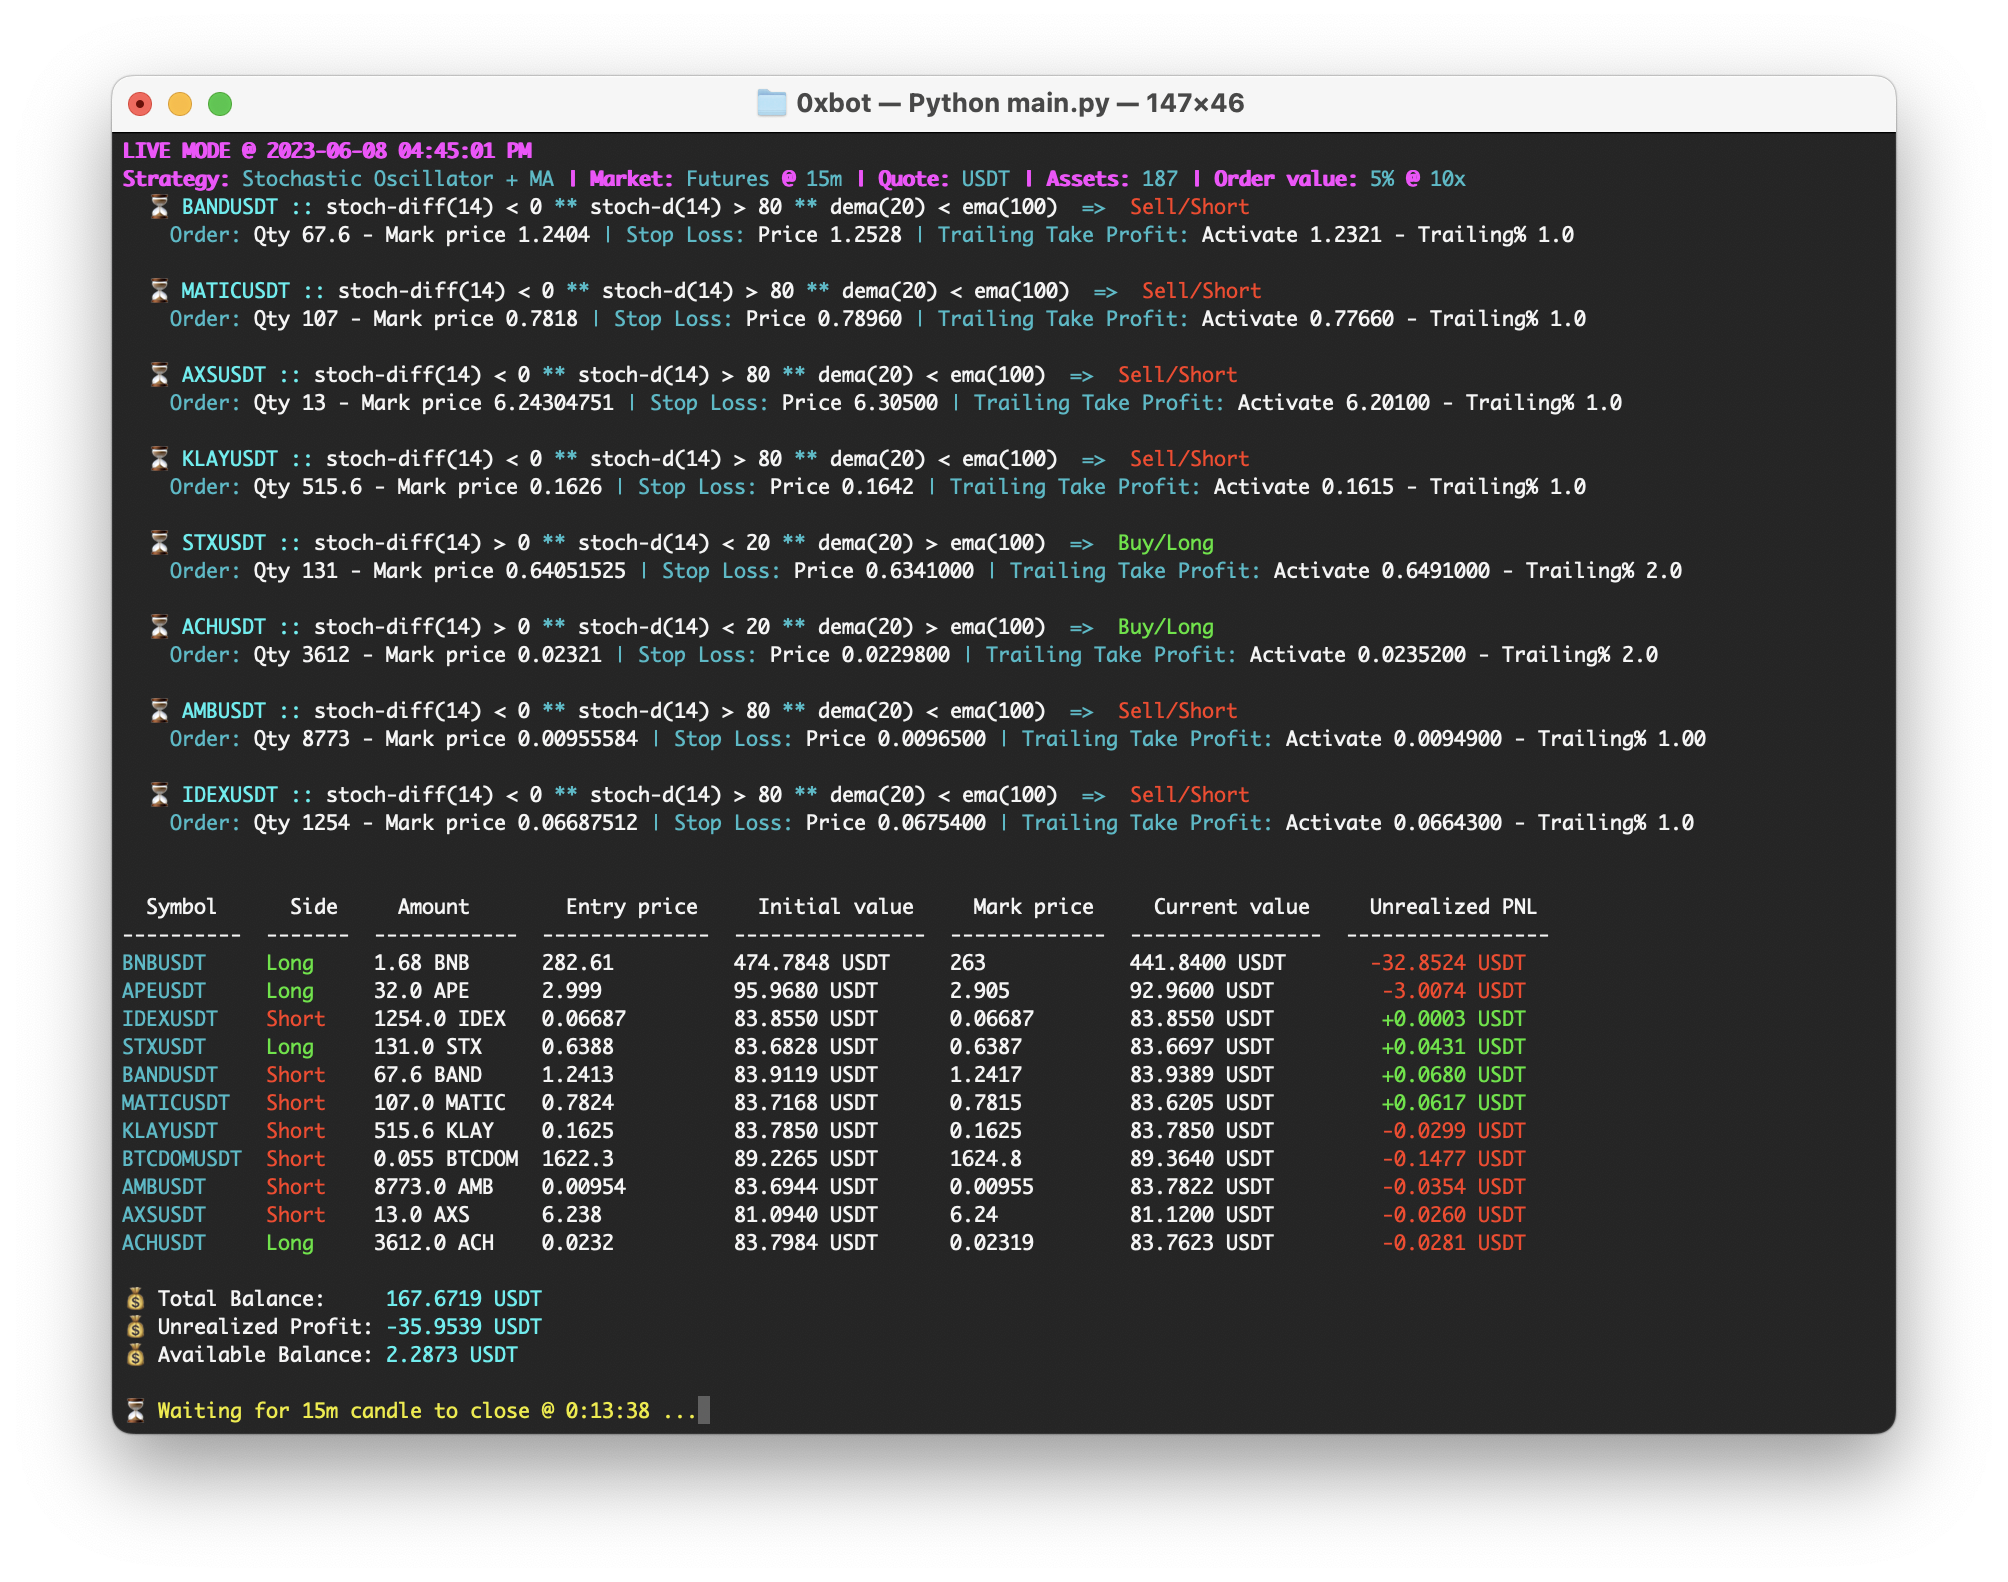 0xbot — Python main.py — 147×46
LIVE MODE @ 2023-06-08 04:45:01 PM
Strategy: Stochastic Oscillator + MA | Market: Futures @ 15m | Quote: USDT | Assets: 187 | Order value: 5% @ 10x
⏳ BANDUSDT :: stoch-diff(14) < 0 ** stoch-d(14) > 80 ** dema(20) < ema(100)  =>  Sell/Short
Order: Qty 67.6 - Mark price 1.2404 | Stop Loss: Price 1.2528 | Trailing Take Profit: Activate 1.2321 - Trailing% 1.0
⏳ MATICUSDT :: stoch-diff(14) < 0 ** stoch-d(14) > 80 ** dema(20) < ema(100)  =>  Sell/Short
Order: Qty 107 - Mark price 0.7818 | Stop Loss: Price 0.78960 | Trailing Take Profit: Activate 0.77660 - Trailing% 1.0
⏳ AXSUSDT :: stoch-diff(14) < 0 ** stoch-d(14) > 80 ** dema(20) < ema(100)  =>  Sell/Short
Order: Qty 13 - Mark price 6.24304751 | Stop Loss: Price 6.30500 | Trailing Take Profit: Activate 6.20100 - Trailing% 1.0
⏳ KLAYUSDT :: stoch-diff(14) < 0 ** stoch-d(14) > 80 ** dema(20) < ema(100)  =>  Sell/Short
Order: Qty 515.6 - Mark price 0.1626 | Stop Loss: Price 0.1642 | Trailing Take Profit: Activate 0.1615 - Trailing% 1.0
⏳ STXUSDT :: stoch-diff(14) > 0 ** stoch-d(14) < 20 ** dema(20) > ema(100)  =>  Buy/Long
Order: Qty 131 - Mark price 0.64051525 | Stop Loss: Price 0.6341000 | Trailing Take Profit: Activate 0.6491000 - Trailing% 2.0
⏳ ACHUSDT :: stoch-diff(14) > 0 ** stoch-d(14) < 20 ** dema(20) > ema(100)  =>  Buy/Long
Order: Qty 3612 - Mark price 0.02321 | Stop Loss: Price 0.0229800 | Trailing Take Profit: Activate 0.0235200 - Trailing% 2.0
⏳ AMBUSDT :: stoch-diff(14) < 0 ** stoch-d(14) > 80 ** dema(20) < ema(100)  =>  Sell/Short
Order: Qty 8773 - Mark price 0.00955584 | Stop Loss: Price 0.0096500 | Trailing Take Profit: Activate 0.0094900 - Trailing% 1.00
⏳ IDEXUSDT :: stoch-diff(14) < 0 ** stoch-d(14) > 80 ** dema(20) < ema(100)  =>  Sell/Short
Order: Qty 1254 - Mark price 0.06687512 | Stop Loss: Price 0.0675400 | Trailing Take Profit: Activate 0.0664300 - Trailing% 1.0
Symbol Side Amount Entry price Initial value Mark price Current value Unrealized PNL
---------- ------- ------------ -------------- ---------------- ------------- ---------------- -----------------
BNBUSDT Long 1.68 BNB 282.61 474.7848 USDT 263 441.8400 USDT -32.8524 USDT
APEUSDT Long 32.0 APE 2.999 95.9680 USDT 2.905 92.9600 USDT -3.0074 USDT
IDEXUSDT Short 1254.0 IDEX 0.06687 83.8550 USDT 0.06687 83.8550 USDT +0.0003 USDT
STXUSDT Long 131.0 STX 0.6388 83.6828 USDT 0.6387 83.6697 USDT +0.0431 USDT
BANDUSDT Short 67.6 BAND 1.2413 83.9119 USDT 1.2417 83.9389 USDT +0.0680 USDT
MATICUSDT Short 107.0 MATIC 0.7824 83.7168 USDT 0.7815 83.6205 USDT +0.0617 USDT
KLAYUSDT Short 515.6 KLAY 0.1625 83.7850 USDT 0.1625 83.7850 USDT -0.0299 USDT
BTCDOMUSDT Short 0.055 BTCDOM 1622.3 89.2265 USDT 1624.8 89.3640 USDT -0.1477 USDT
AMBUSDT Short 8773.0 AMB 0.00954 83.6944 USDT 0.00955 83.7822 USDT -0.0354 USDT
AXSUSDT Short 13.0 AXS 6.238 81.0940 USDT 6.24 81.1200 USDT -0.0260 USDT
ACHUSDT Long 3612.0 ACH 0.0232 83.7984 USDT 0.02319 83.7623 USDT -0.0281 USDT
💰 Total Balance: 167.6719 USDT
💰 Unrealized Profit: -35.9539 USDT
💰 Available Balance: 2.2873 USDT
⏳ Waiting for 15m candle to close @ 0:13:38 ...